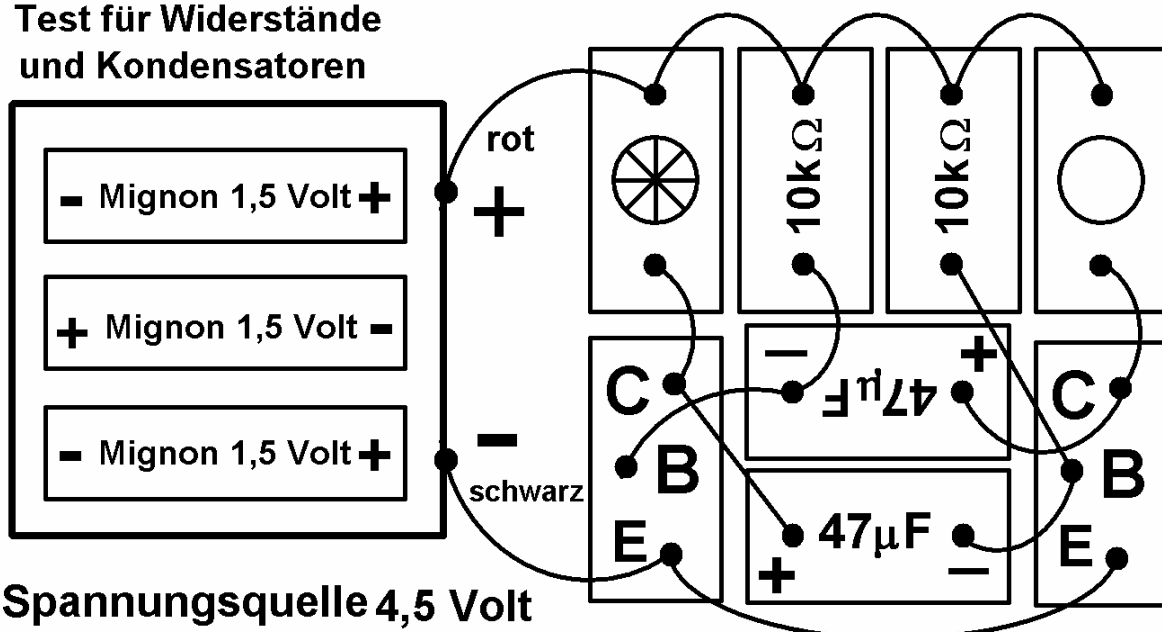 Test für Widerstände
und Kondensatoren
- Mignon 1,5 Volt +
+ Mignon 1,5 Volt -
- Mignon 1,5 Volt +
rot
+
-
schwarz
Spannungsquelle 4,5 Volt
10kΩ
10kΩ
C
B
E
- +
47µF
47µF
+ -
C
B
E